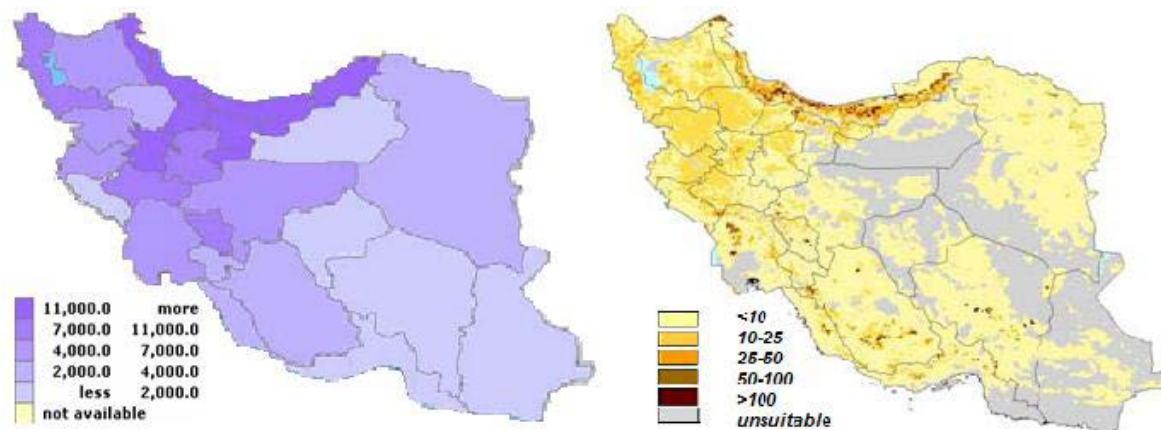 11,000.0 more
7,000.0 11,000.0
4,000.0 7,000.0
2,000.0 4,000.0
less 2,000.0
not available
<10
10-25
25-50
50-100
>100
unsuitable